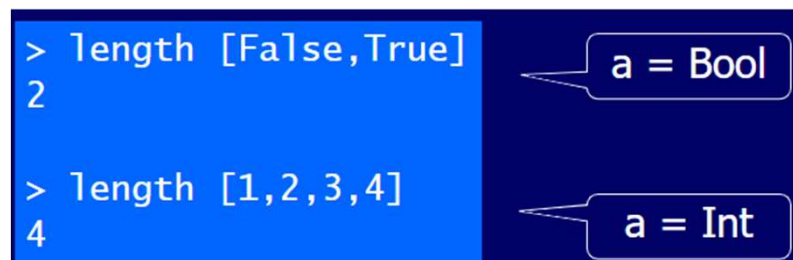 > length [False,True]
2
a = Bool
> length [1,2,3,4]
4
a = Int